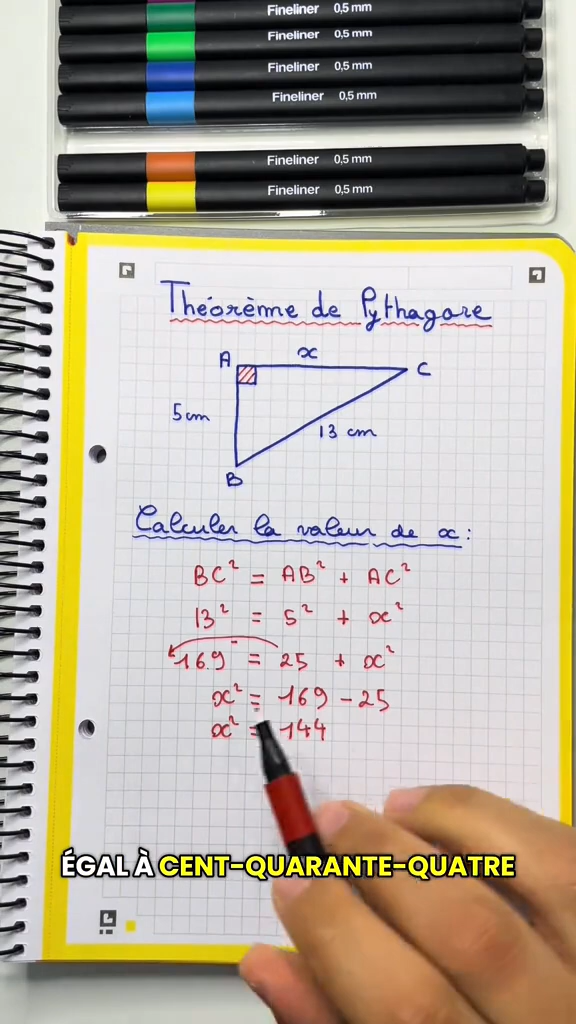 Fineliner 0,5 mm
Fineliner 0,5 mm
Fineliner 0,5 mm
Fineliner 0,5 mm
Fineliner 0,5 mm
Fineliner 0,5 mm
Théorème de Pythagore
A x C
5 cm
13 cm
B
Calculer la valeur de x :
BC² = AB² + AC²
13² = 5² + x²
169 = 25 + x²
x² = 169 - 25
x² = 144
ÉGAL À CENT-QUARANTE-QUATRE